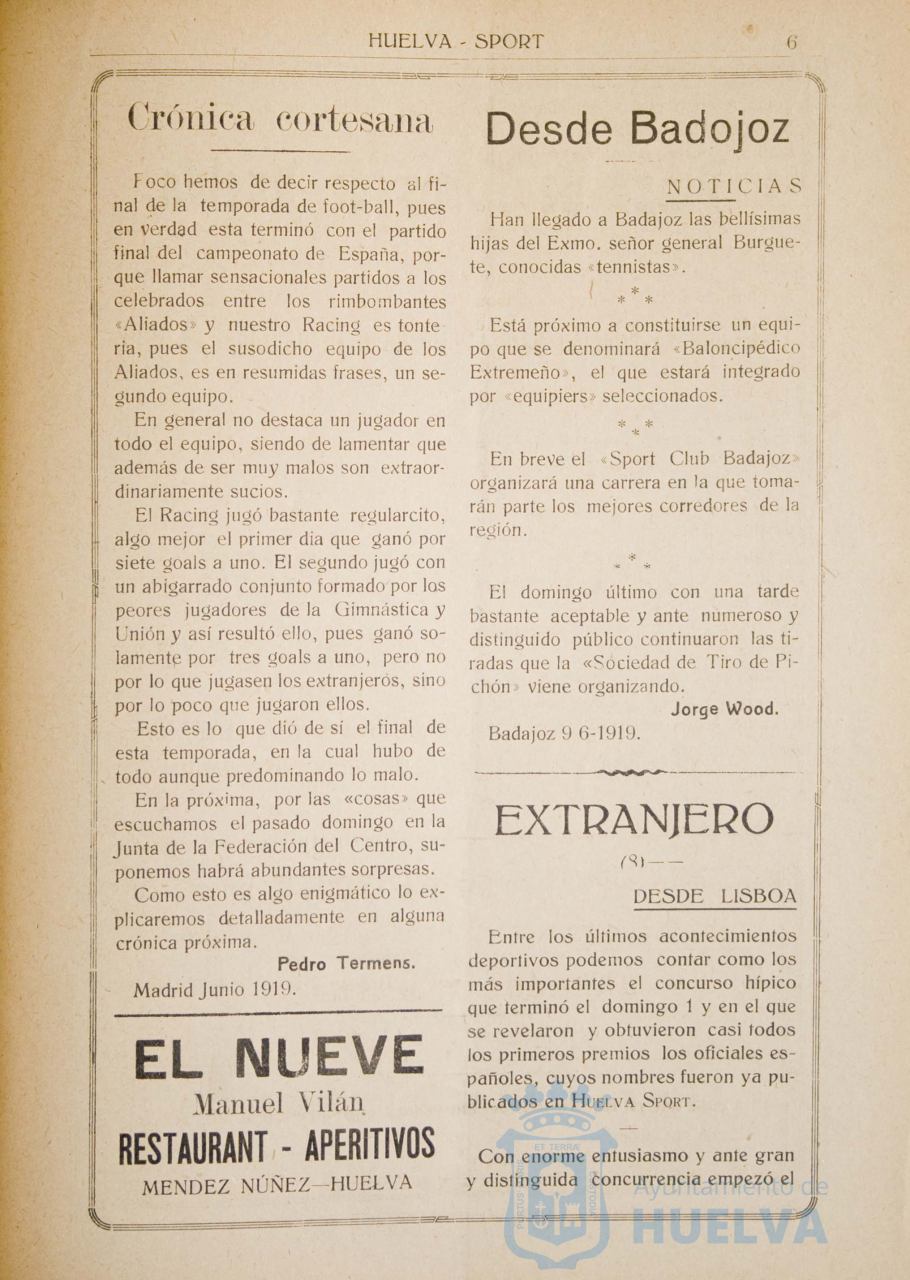 HUELVA - SPORT 6
Crónica cortesana
Foco hemos de decir respecto al fi-
nal de la temporada de foot-ball, pues
en verdad esta terminó con el partido
final del campeonato de España, por-
que llamar sensacionales partidos a los
celebrados entre los rimbombantes
«Aliados» y nuestro Racing es tonte
ria, pues el susodicho equipo de los
Aliados, es en resumidas frases, un se-
gundo equipo.
En general no destaca un jugador en
todo el equipo, siendo de lamentar que
además de ser muy malos son extraor-
dinariamente sucios.
El Racing jugó bastante regularcito,
algo mejor el primer dia que ganó por
siete goals a uno. El segundo jugó con
un abigarrado conjunto formado por los
peores jugadores de la Gimnástica y
Unión y así resultó ello, pues ganó so-
lamente por tres goals a uno, pero no
por lo que jugasen los extranjeros, sino
por lo poco que jugaron ellos.
Esto es lo que dió de sí el final de
esta temporada, en la cual hubo de
todo aunque predominando lo malo.
En la próxima, por las «cosas» que
escuchamos el pasado domingo en la
Junta de la Federación del Centro, su-
ponemos habrá abundantes sorpresas.
Como esto es algo enigmático lo ex-
plicaremos detalladamente en alguna
crónica próxima.
Pedro Termens.
Madrid Junio 1919.
EL NUEVE
Manuel Vilán
RESTAURANT - APERITIVOS
MENDEZ NÚÑEZ—HUELVA
Desde Badojoz
NOTICIAS
Han llegado a Badajoz las bellísimas
hijas del Exmo. señor general Burgue-
te, conocidas «tennistas».
* * *
Está próximo a constituirse un equi-
po que se denominará «Baloncipédico
Extremeño», el que estará integrado
por «equipiers» seleccionados.
* * *
En breve el «Sport Club Badajoz»
organizará una carrera en la que toma-
rán parte los mejores corredores de la
región.
* * *
El domingo último con una tarde
bastante aceptable y ante numeroso y
distinguido público continuaron las ti-
radas que la «Sociedad de Tiro de Pi-
chón» viene organizando.
Jorge Wood.
Badajoz 9 6-1919.
EXTRANJERO
DESDE LISBOA
Entre los últimos acontecimientos
deportivos podemos contar como los
más importantes el concurso hípico
que terminó el domingo 1 y en el que
se revelaron y obtuvieron casi todos
los primeros premios los oficiales es-
pañoles, cuyos nombres fueron ya pu-
blicados en HUELVA SPORT.
Con enorme entusiasmo y ante gran
y distinguida concurrencia empezó el
Ayuntamiento de
HUELVA